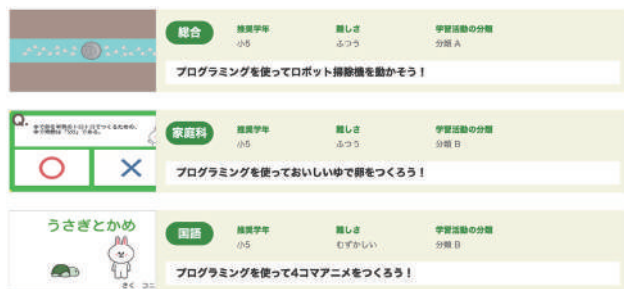 総合
推奨学年 難しさ 学習活動の分類
小5 ふつう 分類 A
プログラミングを使ってロボット掃除機を動かそう！
Q.
家庭科
推奨学年 難しさ 学習活動の分類
小5 ふつう 分類 B
プログラミングを使っておいしいゆで卵をつくろう！
うさぎとかめ
さく コニ
国語
推奨学年 難しさ 学習活動の分類
小5 むずかしい 分類 B
プログラミングを使って4コマアニメをつくろう！